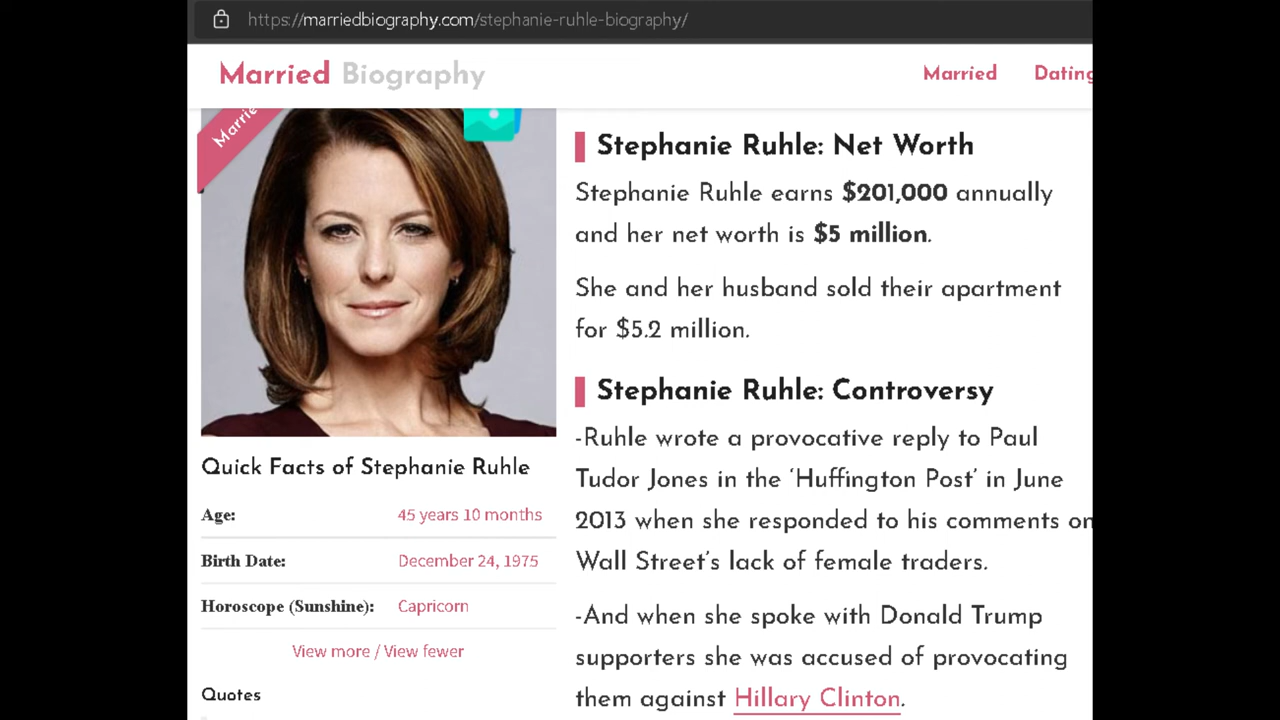 https://marriedbiography.com/stephanie-ruhle-biography/
Married Biography
Married Dating
Marrie
Stephanie Ruhle: Net Worth
Stephanie Ruhle earns $201,000 annually
and her net worth is $5 million.
She and her husband sold their apartment
for $5.2 million.
Stephanie Ruhle: Controversy
-Ruhle wrote a provocative reply to Paul
Tudor Jones in the ‘Huffington Post’ in June
2013 when she responded to his comments on
Wall Street’s lack of female traders.
-And when she spoke with Donald Trump
supporters she was accused of provocating
them against Hillary Clinton.
Quick Facts of Stephanie Ruhle
Age: 45 years 10 months
Birth Date: December 24, 1975
Horoscope (Sunshine): Capricorn
View more / View fewer
Quotes